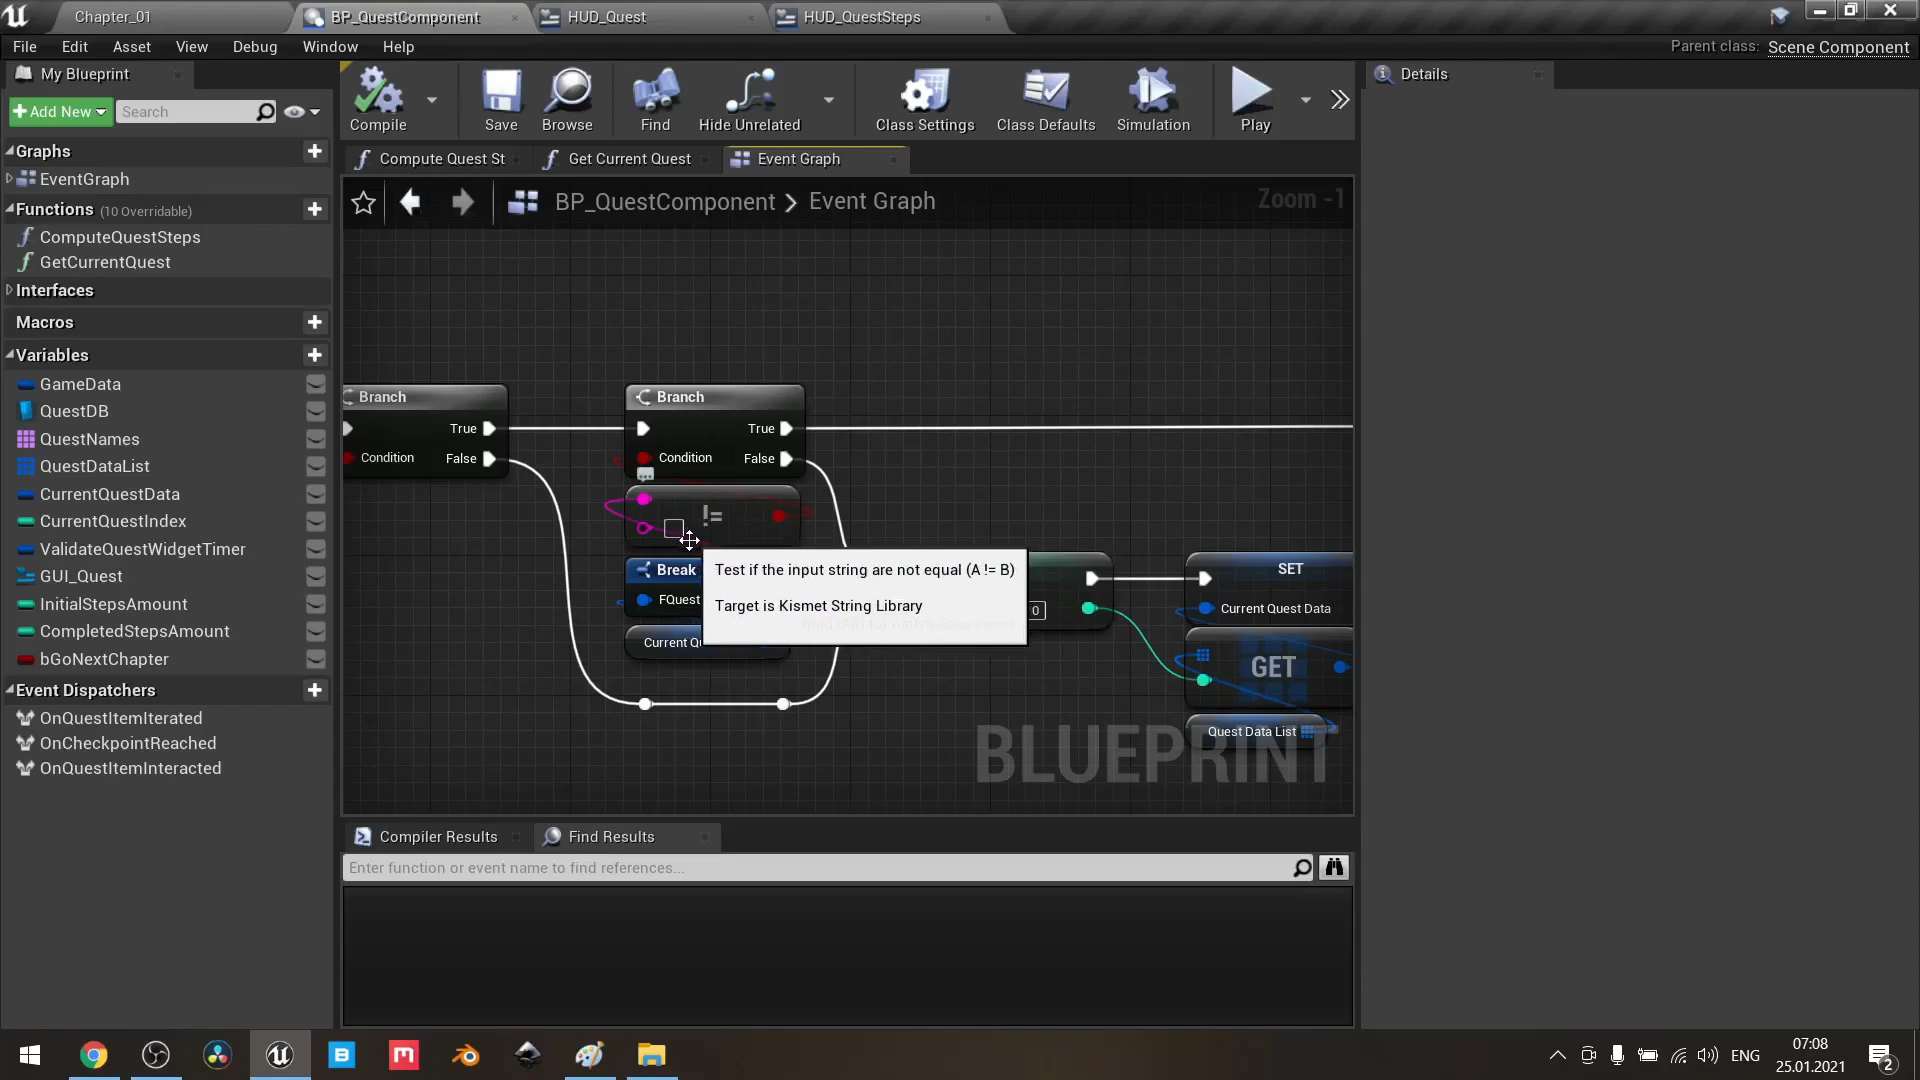 Chapter_01
BP_QuestComponent
HUD_Quest
HUD_QuestSteps
File Edit Asset View Debug Window Help
Parent class: Scene Component
My Blueprint
Add New
Search
Compile
Save
Browse
Find
Hide Unrelated
Class Settings
Class Defaults
Simulation
Play
Details
Compute Quest St
Get Current Quest
Event Graph
BP_QuestComponent > Event Graph
Zoom -1
Graphs
EventGraph
Functions (10 Overridable)
ComputeQuestSteps
GetCurrentQuest
Interfaces
Macros
Variables
GameData
QuestDB
QuestNames
QuestDataList
CurrentQuestData
CurrentQuestIndex
ValidateQuestWidgetTimer
GUI_Quest
InitialStepsAmount
CompletedStepsAmount
bGoNextChapter
Event Dispatchers
OnQuestItemIterated
OnCheckpointReached
OnQuestItemInteracted
Branch
True
Condition
False
Branch
True
Condition
False
!=
Break
FQuest
Current Qu
Test if the input string are not equal (A != B)
Target is Kismet String Library
0
SET
Current Quest Data
GET
Quest Data List
BLUEPRINT
Compiler Results
Find Results
Enter function or event name to find references...
ENG
07:08
25.01.2021
2